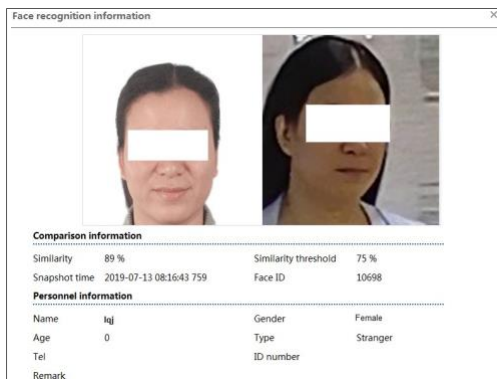 Face recognition information
Comparison information
Similarity 89 % Similarity threshold 75 %
Snapshot time 2019-07-13 08:16:43 759 Face ID 10698
Personnel information
Name lqj Gender Female
Age 0 Type Stranger
Tel ID number
Remark